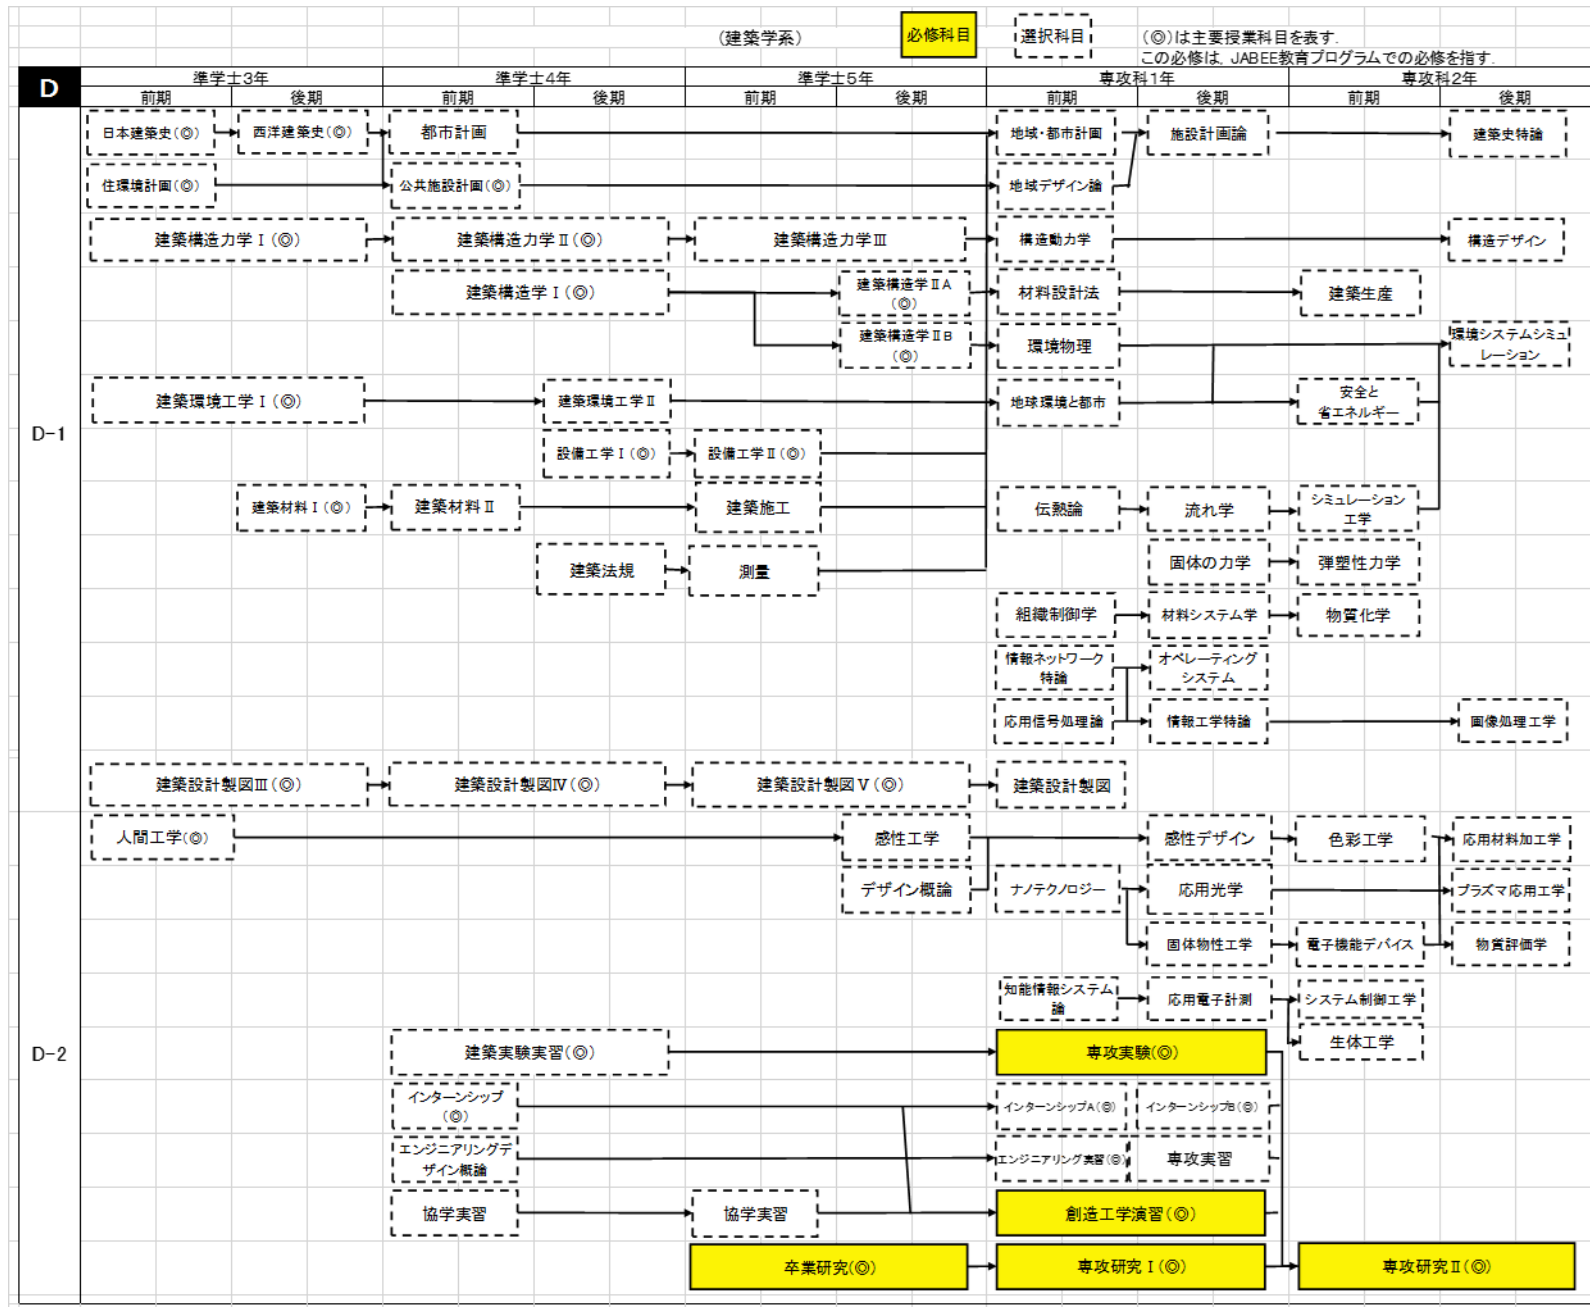 (建築学系)
必修科目
選択科目
(◎)は主要授業科目を表す.
この必修は, JABEE教育プログラムでの必修を指す.
D
準学士3年
準学士4年
準学士5年
専攻科1年
専攻科2年
前期
後期
前期
後期
前期
後期
前期
後期
前期
後期
D-1
日本建築史(◎)
西洋建築史(◎)
都市計画
地域・都市計画
施設計画論
建築史特論
住環境計画(◎)
公共施設計画(◎)
地域デザイン論
建築構造力学Ⅰ(◎)
建築構造力学Ⅱ(◎)
建築構造力学Ⅲ
構造動力学
構造デザイン
建築構造学Ⅰ(◎)
建築構造学ⅡA
(◎)
材料設計法
建築生産
建築構造学ⅡB
(◎)
環境物理
環境システムシミュ
レーション
建築環境工学Ⅰ(◎)
建築環境工学Ⅱ
地球環境と都市
安全と
省エネルギー
設備工学Ⅰ(◎)
設備工学Ⅱ(◎)
建築材料Ⅰ(◎)
建築材料Ⅱ
建築施工
伝熱論
流れ学
シミュレーション
工学
建築法規
測量
固体の力学
弾塑性力学
組織制御学
材料システム学
物質化学
情報ネットワーク
特論
オペレーティング
システム
応用信号処理論
情報工学特論
画像処理工学
建築設計製図Ⅲ(◎)
建築設計製図Ⅳ(◎)
建築設計製図Ⅴ(◎)
建築設計製図
D-2
人間工学(◎)
感性工学
感性デザイン
色彩工学
応用材料加工学
デザイン概論
ナノテクノロジー
応用光学
プラズマ応用工学
固体物性工学
電子機能デバイス
物質評価学
知能情報システム
論
応用電子計測
システム制御工学
生体工学
建築実験実習(◎)
専攻実験(◎)
インターンシップ
(◎)
インターンシップA(◎)
インターンシップB(◎)
エンジニアリングデ
ザイン概論
エンジニアリング実習(◎)
専攻実習
協学実習
協学実習
創造工学演習(◎)
卒業研究(◎)
専攻研究Ⅰ(◎)
専攻研究Ⅱ(◎)